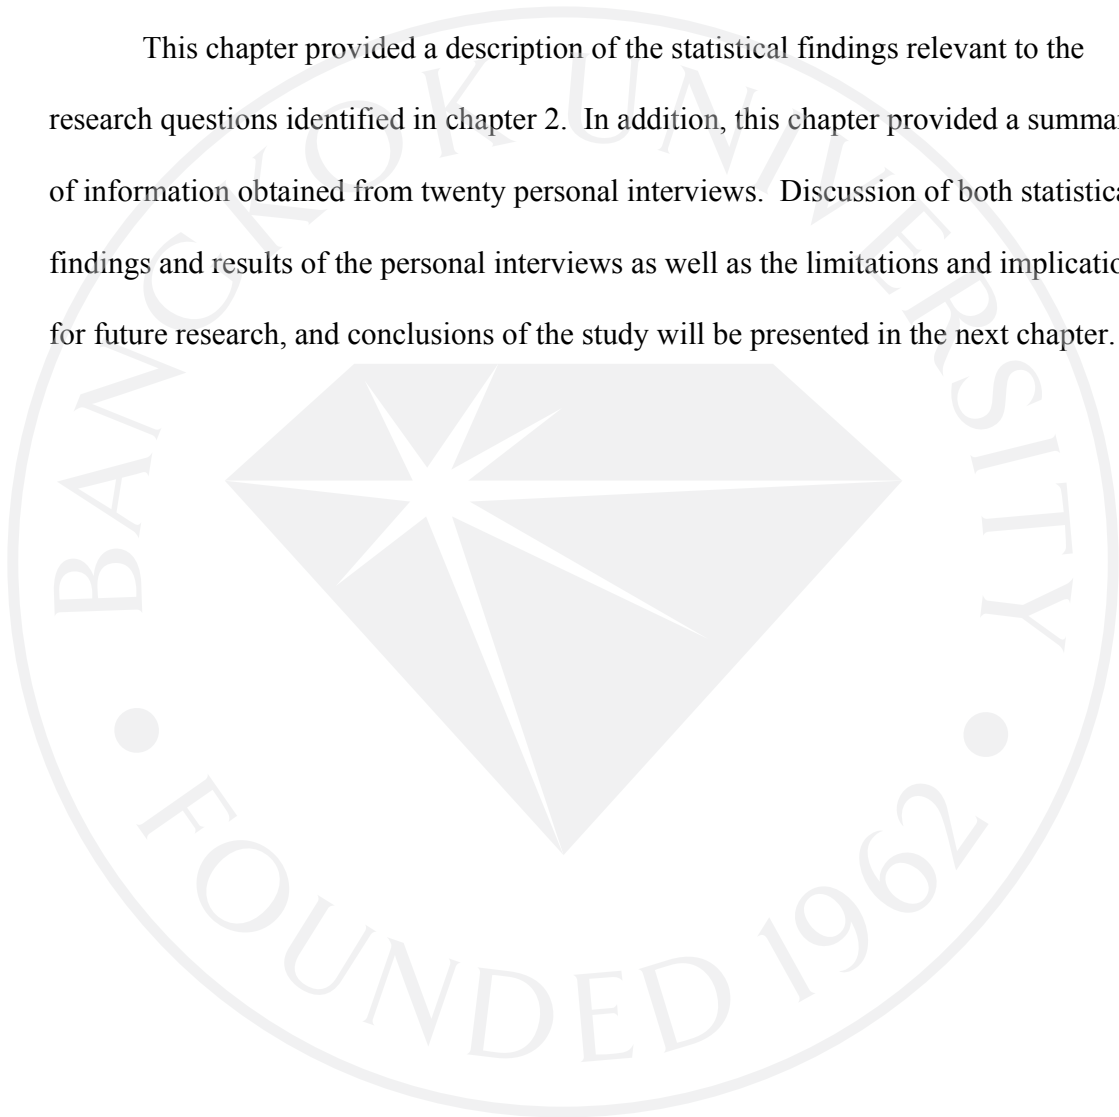 This chapter provided a description of the statistical findings relevant to the
research questions identified in chapter 2. In addition, this chapter provided a
of information obtained from twenty personal interviews. Discussion of both
findings and results of the personal interviews as well as the limitations and
for future research, and conclusions of the study will be presented in the next chapter.
BANGKOK UNIVERSITY
FOUNDED 1962